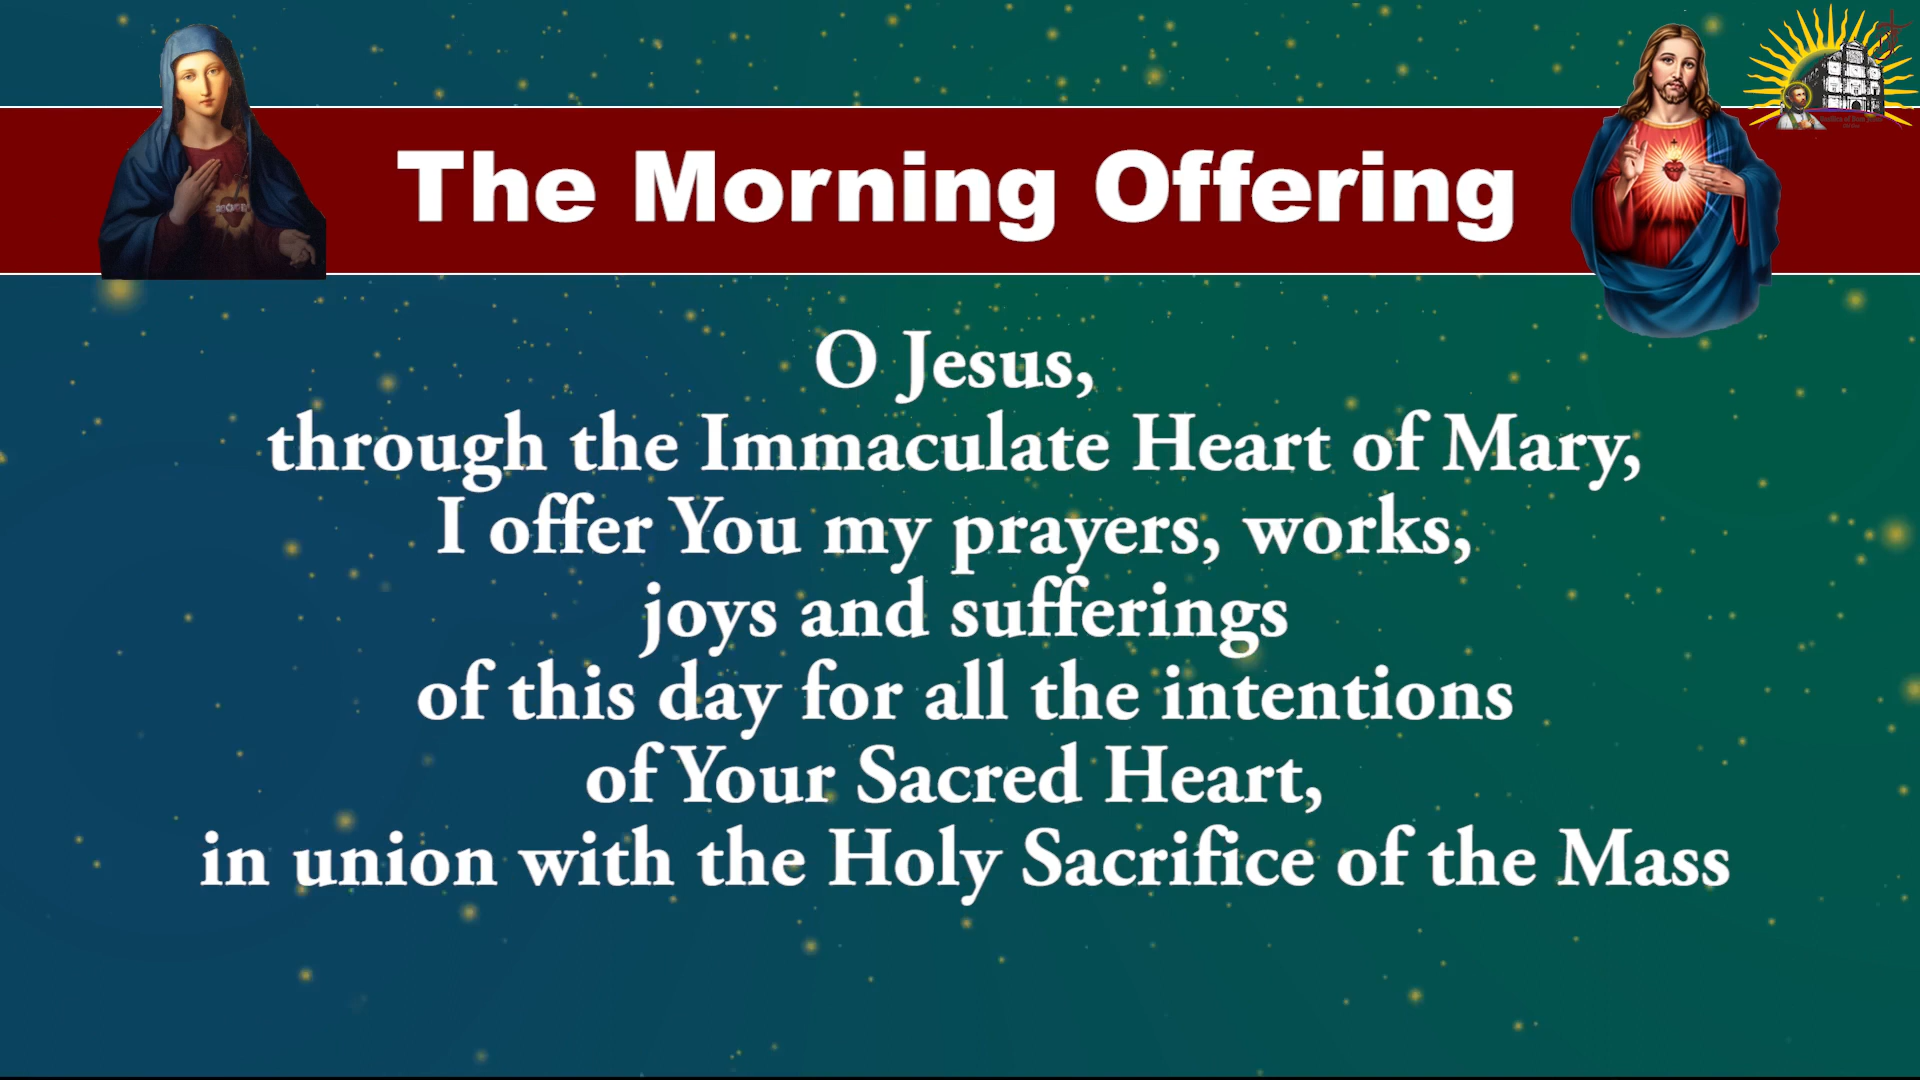 The Morning Offering
O Jesus,
through the Immaculate Heart of Mary,
I offer You my prayers, works,
joys and sufferings
of this day for all the intentions
of Your Sacred Heart,
in union with the Holy Sacrifice of the Mass